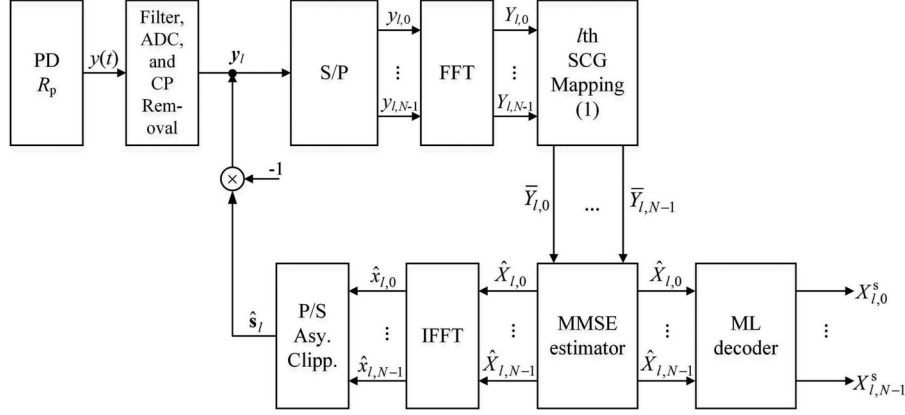 PD
R_p
y(t)
Filter,
ADC,
and
CP
Rem-
oval
y_l
S/P
y_{l,0}
⋮
y_{l,N-1}
FFT
Y_{l,0}
⋮
Y_{l,N-1}
lth
SCG
Mapping
(1)
×
-1
Y̅_{l,0}
...
Y̅_{l,N−1}
ŝ_l
P/S
Asy.
Clipp.
x̂_{l,0}
⋮
x̂_{l,N−1}
IFFT
X̂_{l,0}
⋮
X̂_{l,N−1}
MMSE
estimator
X̂_{l,0}
⋮
X̂_{l,N−1}
ML
decoder
X^s_{l,0}
⋮
X^s_{l,N−1}